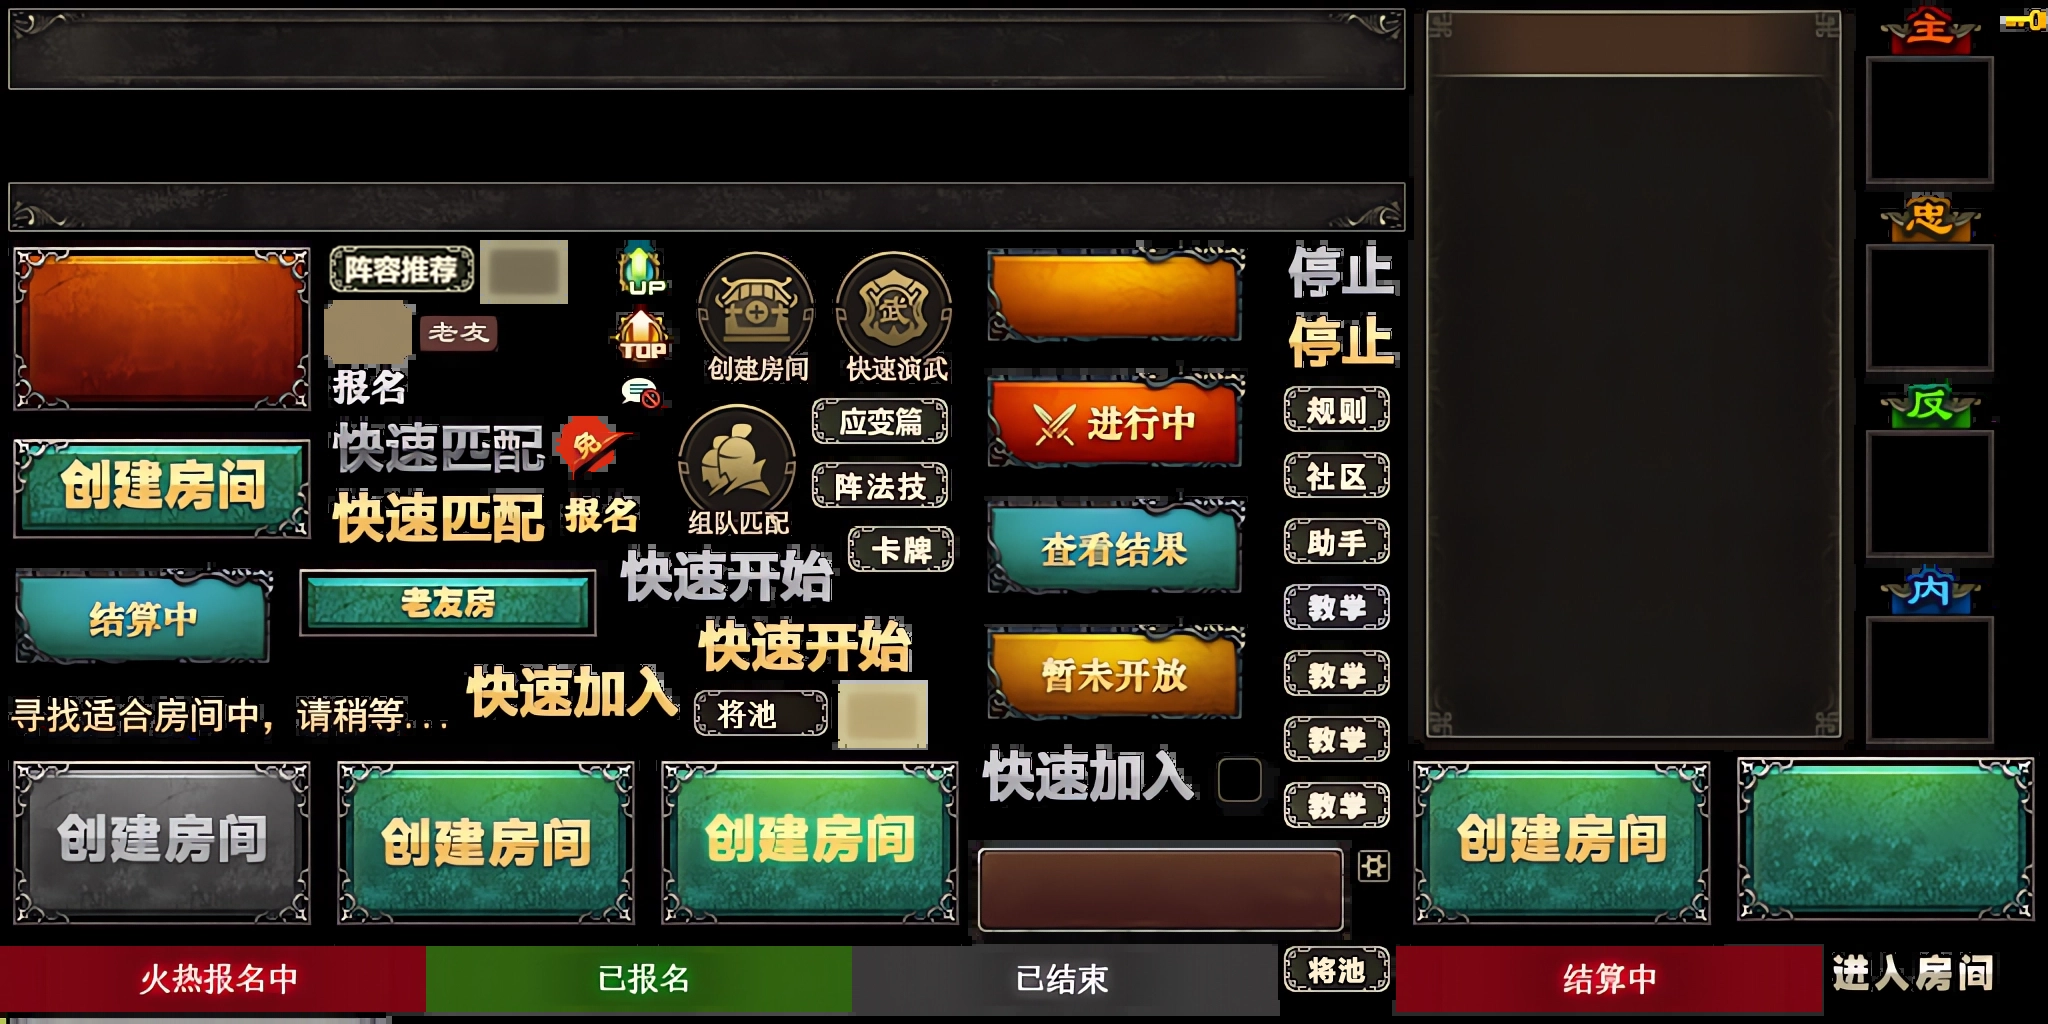 主
忠
反
内
阵容推荐
老友
报名
UP
TOP
创建房间
快速演武
武
停止
停止
进行中
规则
社区
助手
教学
教学
教学
教学
创建房间
快速匹配
免
快速匹配
报名
组队匹配
应变篇
阵法技
卡牌
查看结果
结算中
老友房
快速开始
快速开始
暂未开放
寻找适合房间中，请稍等...
快速加入
将池
快速加入
创建房间
创建房间
创建房间
创建房间
火热报名中
已报名
已结束
将池
结算中
进入房间